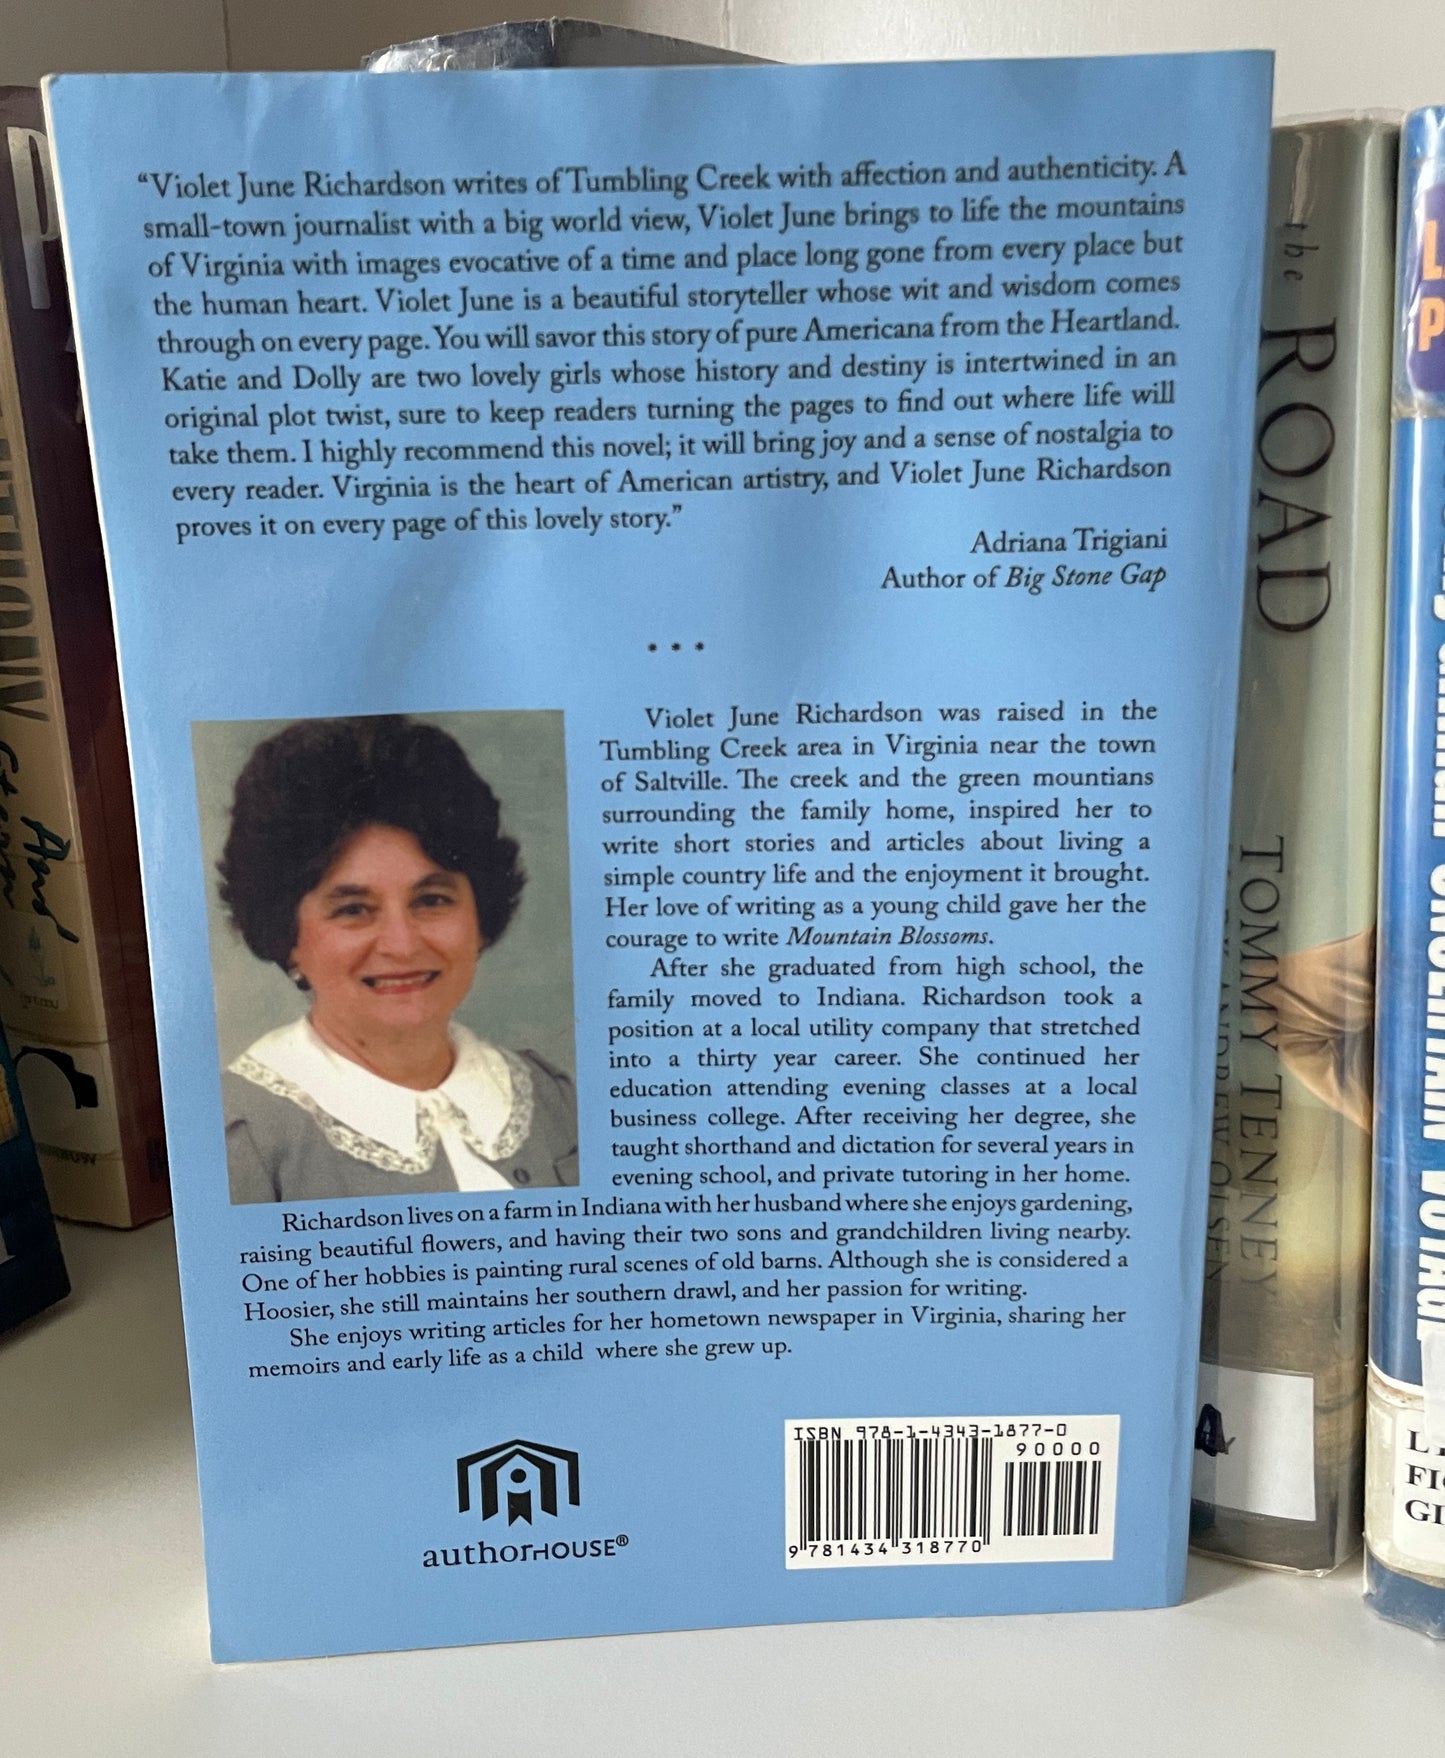 “Violet June Richardson writes of Tumbling Creek with affection and authenticity. A
small-town journalist with a big world view, Violet June brings to life the mountains
of Virginia with images evocative of a time and place long gone from every place but
the human heart. Violet June is a beautiful storyteller whose wit and wisdom comes
through on every page. You will savor this story of pure Americana from the Heartland.
Katie and Dolly are two lovely girls whose history and destiny is intertwined in an
original plot twist, sure to keep readers turning the pages to find out where life will
take them. I highly recommend this novel; it will bring joy and a sense of nostalgia to
every reader. Virginia is the heart of American artistry, and Violet June Richardson
proves it on every page of this lovely story.”
Adriana Trigiani
Author of Big Stone Gap
* * *
Violet June Richardson was raised in the
Tumbling Creek area in Virginia near the town
of Saltville. The creek and the green mountians
surrounding the family home, inspired her to
write short stories and articles about living a
simple country life and the enjoyment it brought.
Her love of writing as a young child gave her the
courage to write Mountain Blossoms.
After she graduated from high school, the
family moved to Indiana. Richardson took a
position at a local utility company that stretched
into a thirty year career. She continued her
education attending evening classes at a local
business college. After receiving her degree, she
taught shorthand and dictation for several years in
evening school, and private tutoring in her home.
Richardson lives on a farm in Indiana with her husband where she enjoys gardening,
raising beautiful flowers, and having their two sons and grandchildren living nearby.
One of her hobbies is painting rural scenes of old barns. Although she is considered a
Hoosier, she still maintains her southern drawl, and her passion for writing.
She enjoys writing articles for her hometown newspaper in Virginia, sharing her
memoirs and early life as a child where she grew up.
authorHOUSE®
ISBN 978-1-4343-1877-0
90000
9 781434 318770
the ROAD
TOMMY TENNEY